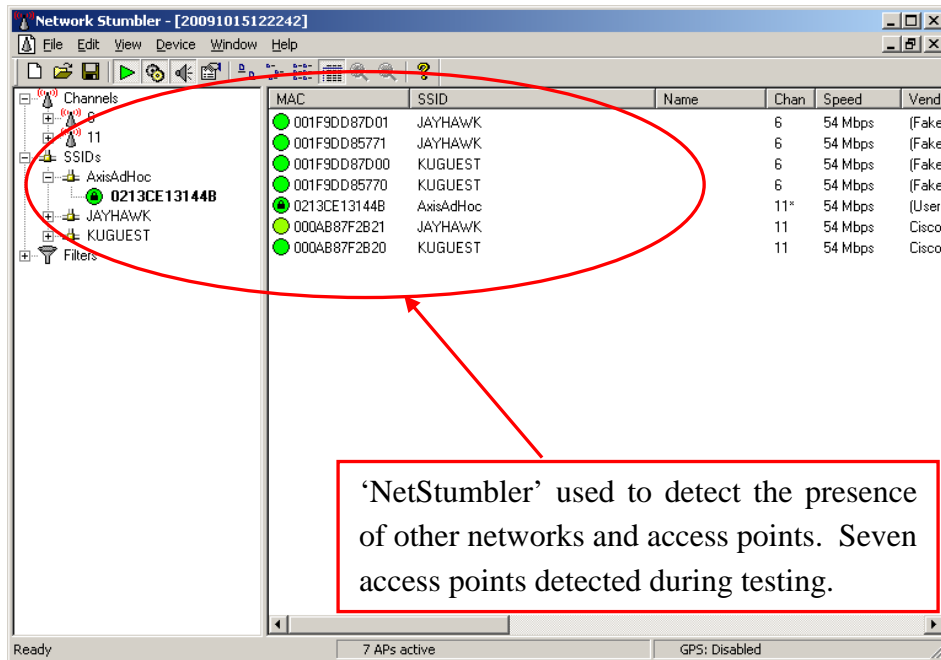 Network Stumbler - [20091015122242]
File Edit View Device Window Help
Channels
11
SSIDs
AxisAdHoc
0213CE13144B
JAYHAWK
KUGUEST
Filters
MAC SSID Name Chan Speed Vend
001F9DD87D01 JAYHAWK 6 54 Mbps (Fake
001F9DD85771 JAYHAWK 6 54 Mbps (Fake
001F9DD87D00 KUGUEST 6 54 Mbps (Fake
001F9DD85770 KUGUEST 6 54 Mbps (Fake
0213CE13144B AxisAdHoc 11* 54 Mbps (User
000AB87F2B21 JAYHAWK 11 54 Mbps Cisco
000AB87F2B20 KUGUEST 11 54 Mbps Cisco
‘NetStumbler’ used to detect the presence
of other networks and access points. Seven
access points detected during testing.
Ready 7 APs active GPS: Disabled